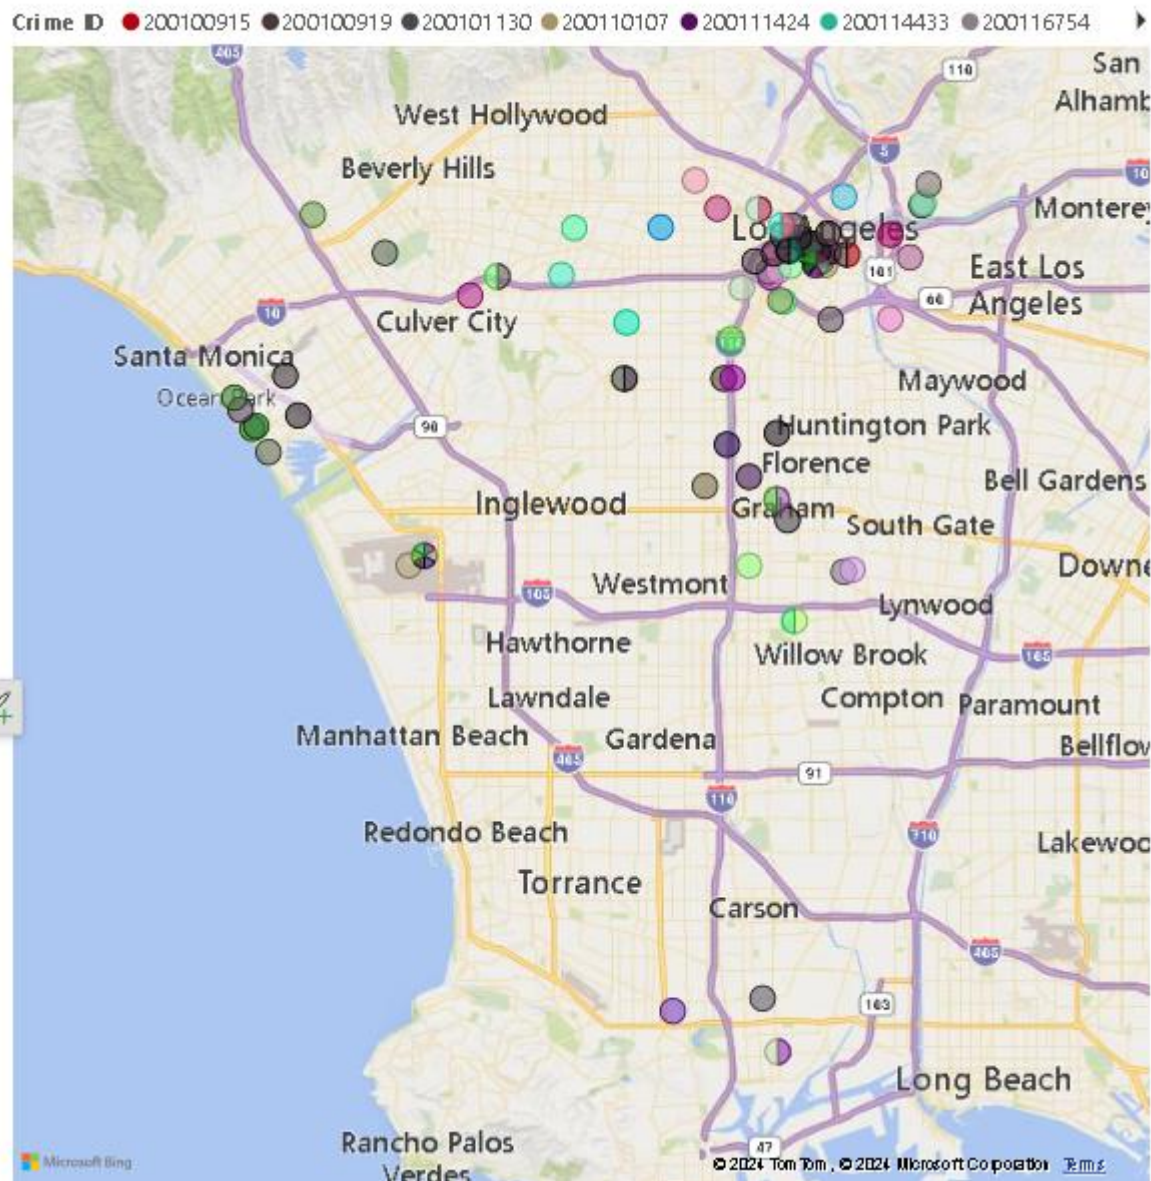 Crime ID 200100915 200100919 200101130 200110107 200111424 200114433 200116754
405
110
San
Alhamb
West Hollywood
5
Beverly Hills
10
Monterey
Los Angeles
101
East Los
Angeles
60
10
Culver City
110
Santa Monica
Maywood
Ocean Park
90
Huntington Park
Florence
Bell Gardens
Inglewood
Graham
South Gate
Downe
Westmont
105
Lynwood
Hawthorne
Willow Brook
105
Lawndale
Compton
Paramount
Manhattan Beach
Gardena
Bellflow
405
91
110
Redondo Beach
710
Lakewoo
Torrance
Carson
405
103
Long Beach
Rancho Palos
Verdes
47
Microsoft Bing
© 2024 TomTom, © 2024 Microsoft Corporation Terms